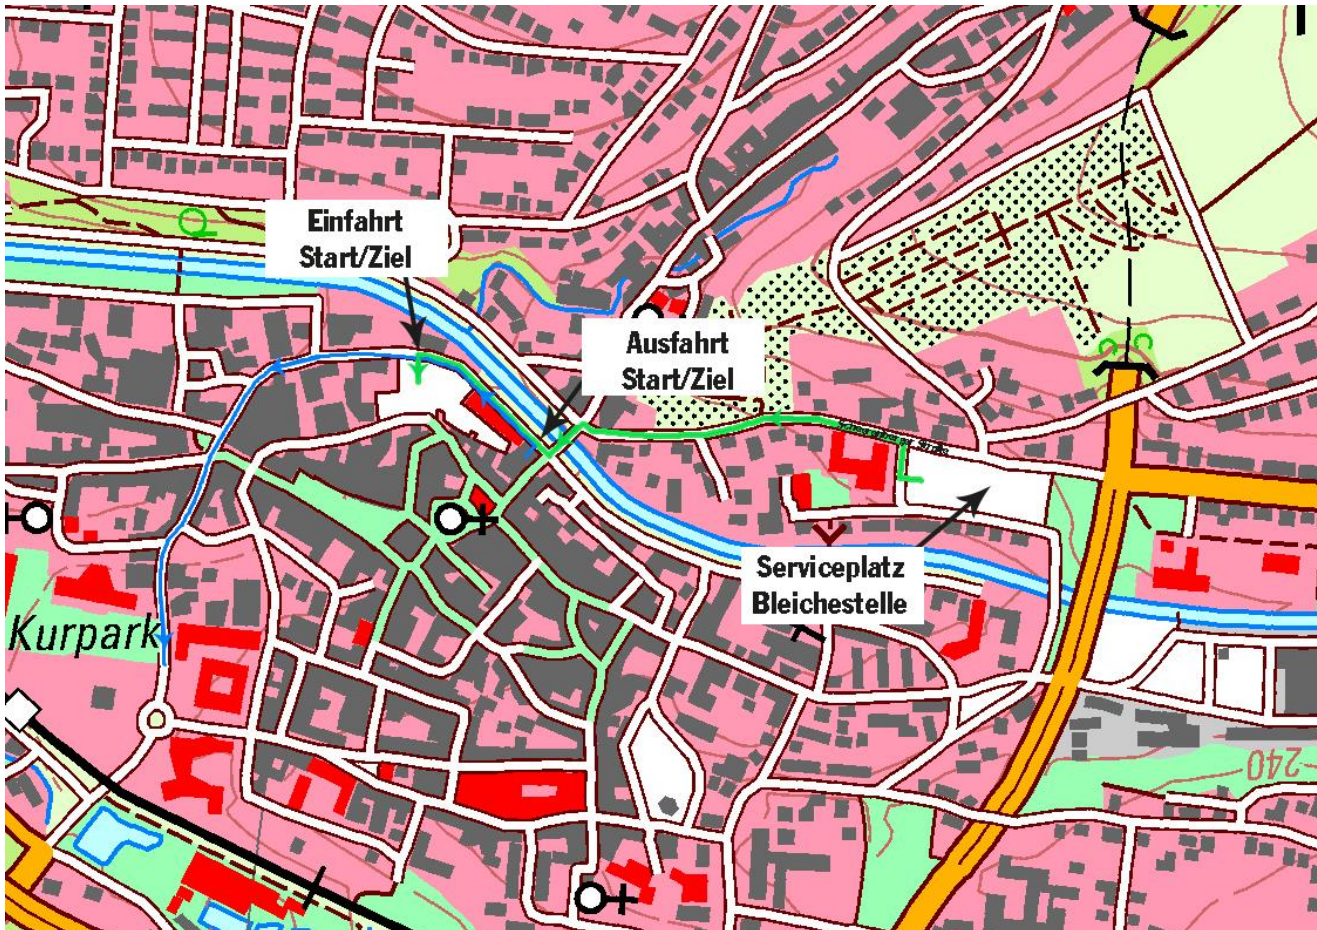 Einfahrt
Start/Ziel
Ausfahrt
Start/Ziel
Serviceplatz
Bleichestelle
Kurpark
240